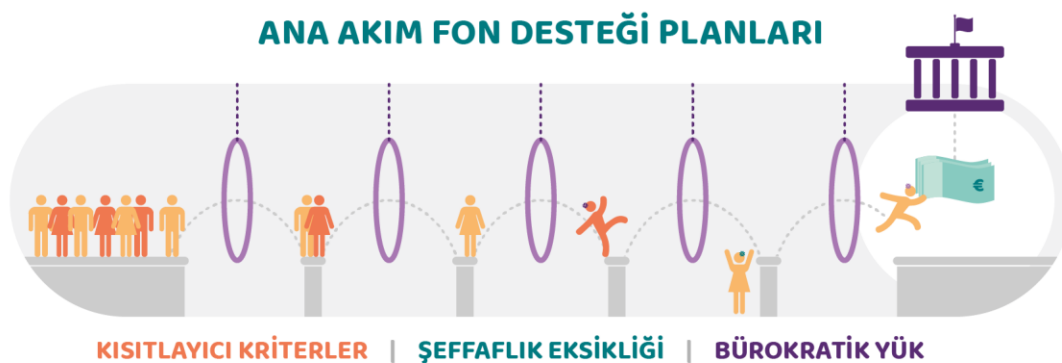 ANA AKIM FON DESTEĞİ PLANLARI
€
KISITLAYICI KRİTERLER | ŞEFFAFLIK EKSİKLİĞİ | BÜROKRATİK YÜK